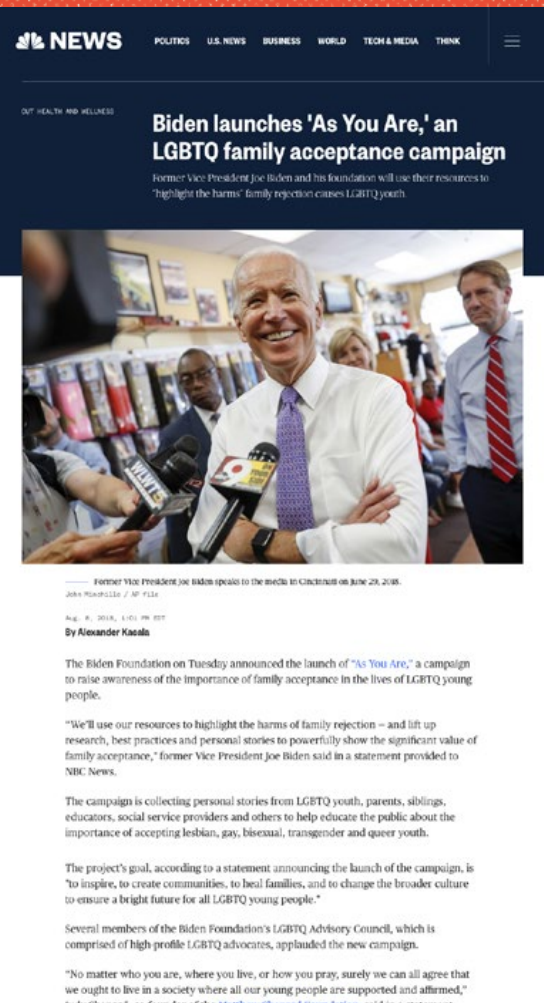 NEWS
POLITICS U.S. NEWS BUSINESS WORLD TECH & MEDIA THINK
OUT HEALTH AND WELLNESS
Biden launches 'As You Are,' an
LGBTQ family acceptance campaign
Former Vice President Joe Biden and his foundation will use their resources to
"highlight the harms" family rejection causes LGBTQ youth.
WLWT5
9
ON YOUR SIDE
Former Vice President Joe Biden speaks to the media in Cincinnati on June 29, 2018.
John Minchillo / AP file
By Alexander Kacala
The Biden Foundation on Tuesday announced the launch of "As You Are," a campaign
to raise awareness of the importance of family acceptance in the lives of LGBTQ young
people.
"We'll use our resources to highlight the harms of family rejection — and lift up
research, best practices and personal stories to powerfully show the significant value of
family acceptance," former Vice President Joe Biden said in a statement provided to
NBC News.
The campaign is collecting personal stories from LGBTQ youth, parents, siblings,
educators, social service providers and others to help educate the public about the
importance of accepting lesbian, gay, bisexual, transgender and queer youth.
The project's goal, according to a statement announcing the launch of the campaign, is
"to inspire, to create communities, to heal families, and to change the broader culture
to ensure a bright future for all LGBTQ young people."
Several members of the Biden Foundation's LGBTQ Advisory Council, which is
comprised of high-profile LGBTQ advocates, applauded the new campaign.
"No matter who you are, where you live, or how you pray, surely we can all agree that
we ought to live in a society where all our young people are supported and affirmed,"